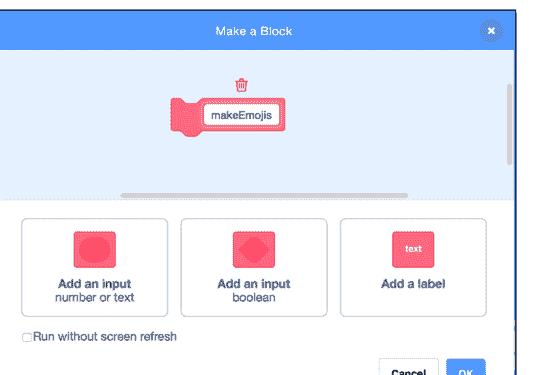 Make a Block
makeEmojis
text
Add an input
number or text
Add an input
boolean
Add a label
Run without screen refresh
Cancel
OK